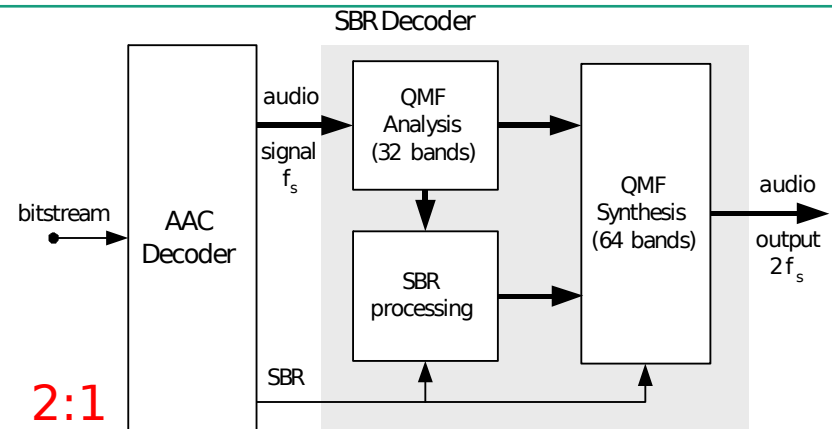 SBR Decoder
audio
signal
fₛ
QMF
Analysis
(32 bands)
QMF
Synthesis
(64 bands)
audio
output
2fₛ
bitstream
AAC
Decoder
SBR
processing
SBR
2:1